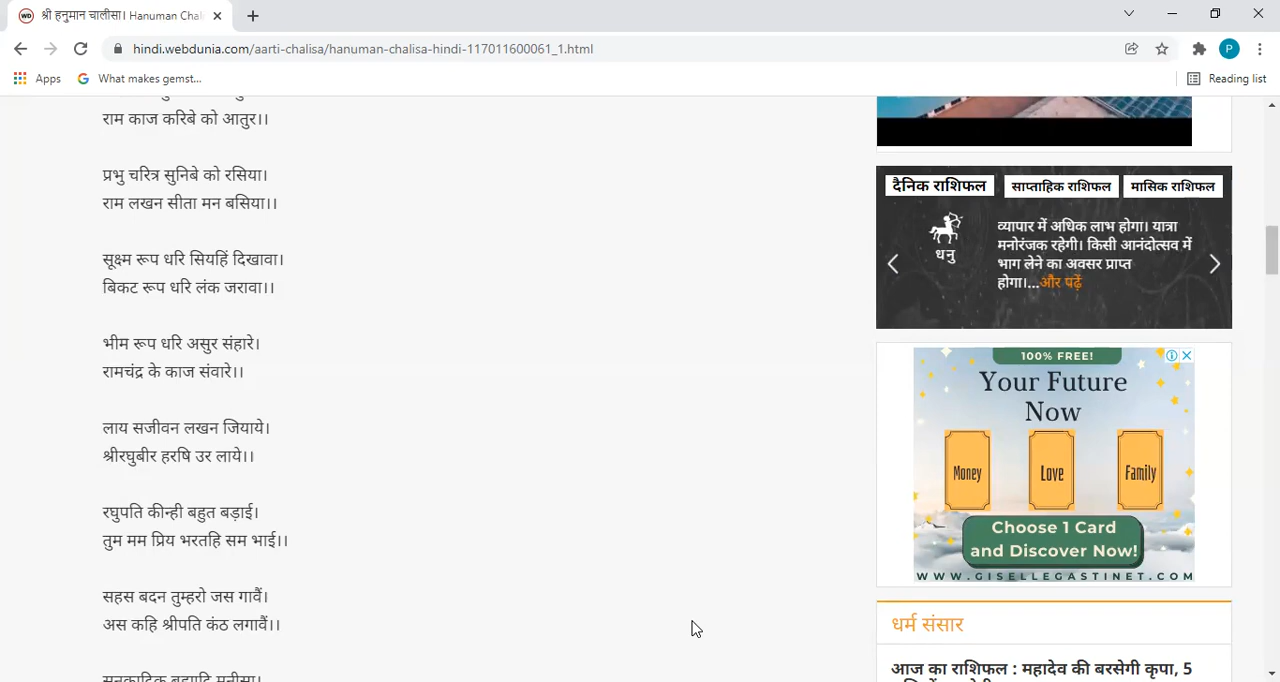 श्री हनुमान चालीसा। Hanuman Chal
hindi.webdunia.com/aarti-chalisa/hanuman-chalisa-hindi-117011600061_1.html
P
Apps
What makes gemst...
Reading list
राम काज करिबे को आतुर।।
प्रभु चरित्र सुनिबे को रसिया।
राम लखन सीता मन बसिया।।
सूक्ष्म रूप धरि सियहिं दिखावा।
बिकट रूप धरि लंक जरावा।।
भीम रूप धरि असुर संहारे।
रामचंद्र के काज संवारे।।
लाय सजीवन लखन जियाये।
श्रीरघुबीर हरषि उर लाये।।
रघुपति कीन्ही बहुत बड़ाई।
तुम मम प्रिय भरतहि सम भाई।।
सहस बदन तुम्हरो जस गावैं।
अस कहि श्रीपति कंठ लगावैं।।
सनकादिक ब्रह्मादि मुनीसा।
दैनिक राशिफल
साप्ताहिक राशिफल
मासिक राशिफल
धनु
व्यापार में अधिक लाभ होगा। यात्रा
मनोरंजक रहेगी। किसी आनंदोत्सव में
भाग लेने का अवसर प्राप्त
होगा।...और पढ़ें
100% FREE!
Your Future
Now
Money
Love
Family
Choose 1 Card
and Discover Now!
WWW.GISELLEGASTINET.COM
धर्म संसार
आज का राशिफल : महादेव की बरसेगी कृपा, 5